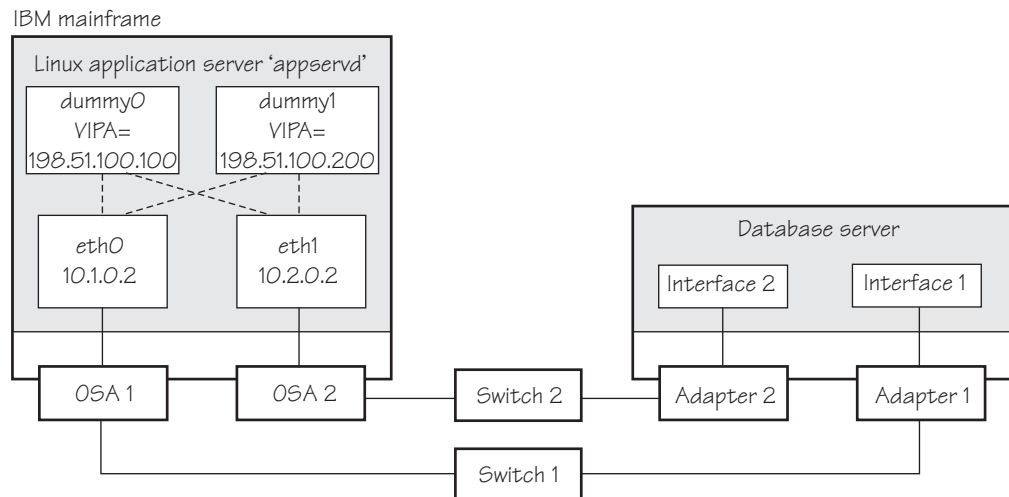 IBM mainframe
Linux application server ‘appservd’
dummy0
VIPA=
198.51.100.100
dummy1
VIPA=
198.51.100.200
eth0
10.1.0.2
eth1
10.2.0.2
Database server
Interface 2
Interface 1
OSA 1
OSA 2
Switch 2
Adapter 2
Adapter 1
Switch 1